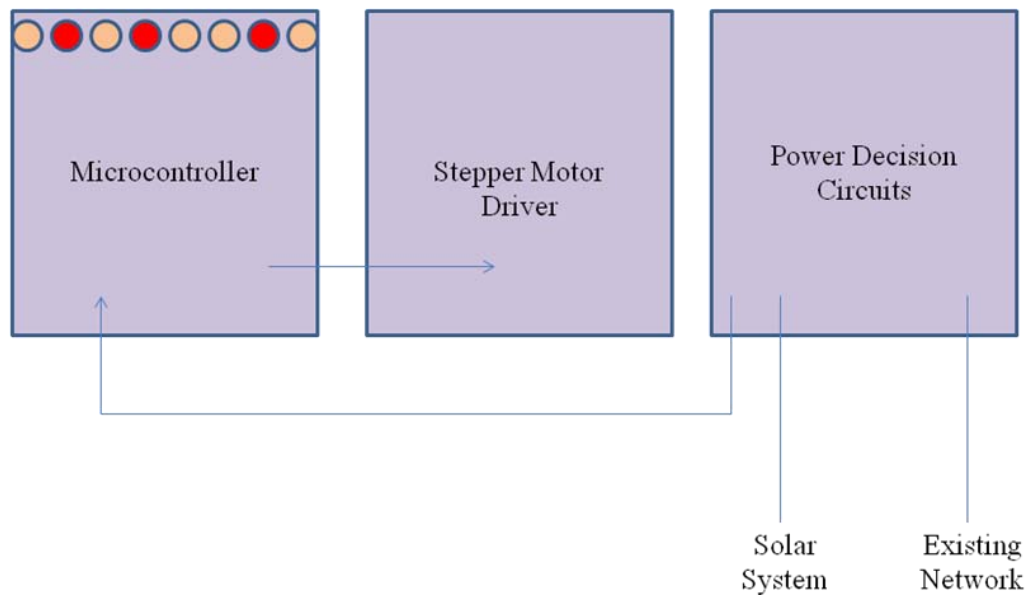 Microcontroller
Stepper Motor
Driver
Power Decision
Circuits
Solar
System
Existing
Network